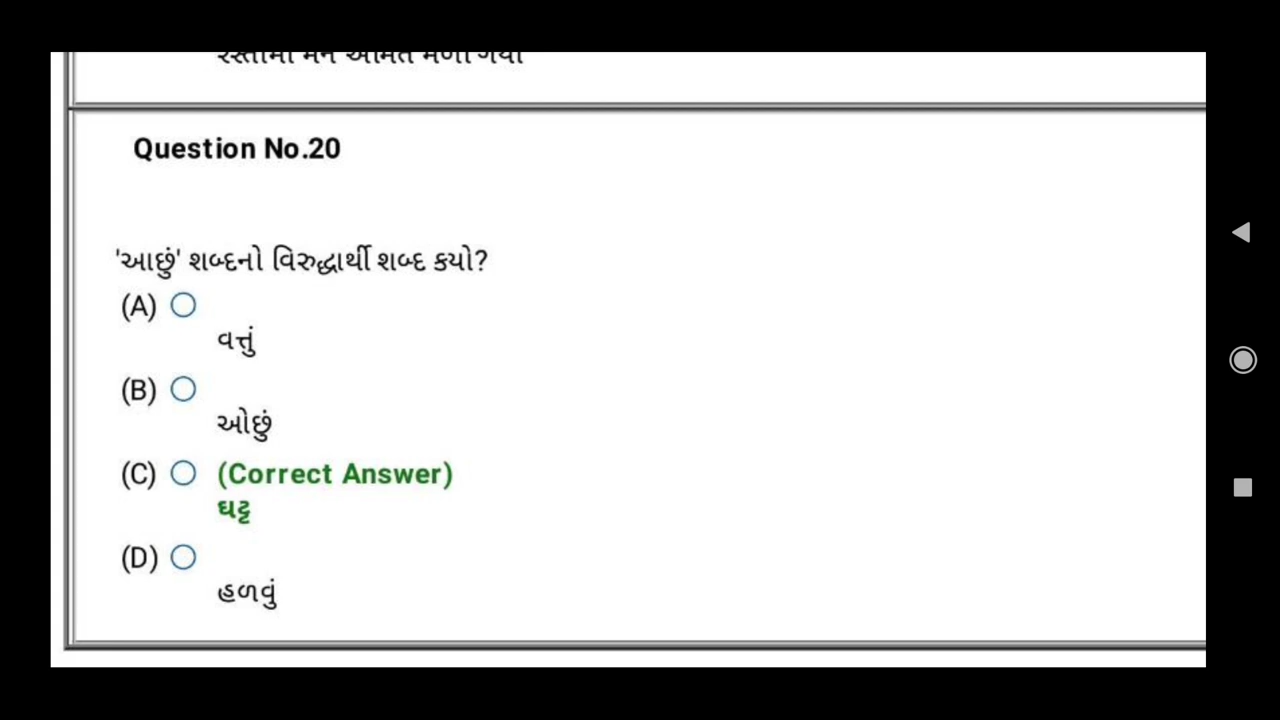 Question No.20
'આછું' શબ્દનો વિરુદ્ધાર્થી શબ્દ કયો?
(A)
વત્તું
(B)
ઓછું
(C) (Correct Answer)
ઘટ્ટ
(D)
હળવું